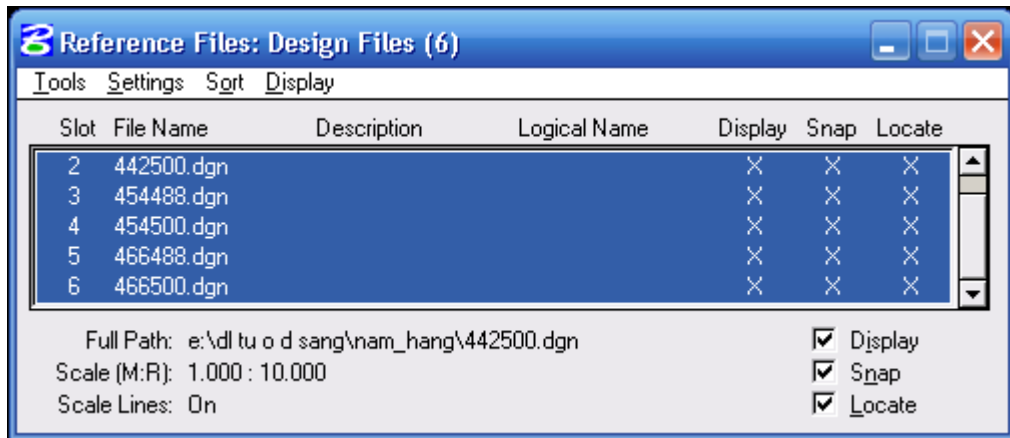 Reference Files: Design Files (6)
Tools Settings Sort Display
Slot File Name Description Logical Name Display Snap Locate
2 442500.dgn X X X
3 454488.dgn X X X
4 454500.dgn X X X
5 466488.dgn X X X
6 466500.dgn X X X
Full Path: e:\dl tu o d sang\nam_hang\442500.dgn Display
Scale (M:R): 1.000 : 10.000 Snap
Scale Lines: On Locate